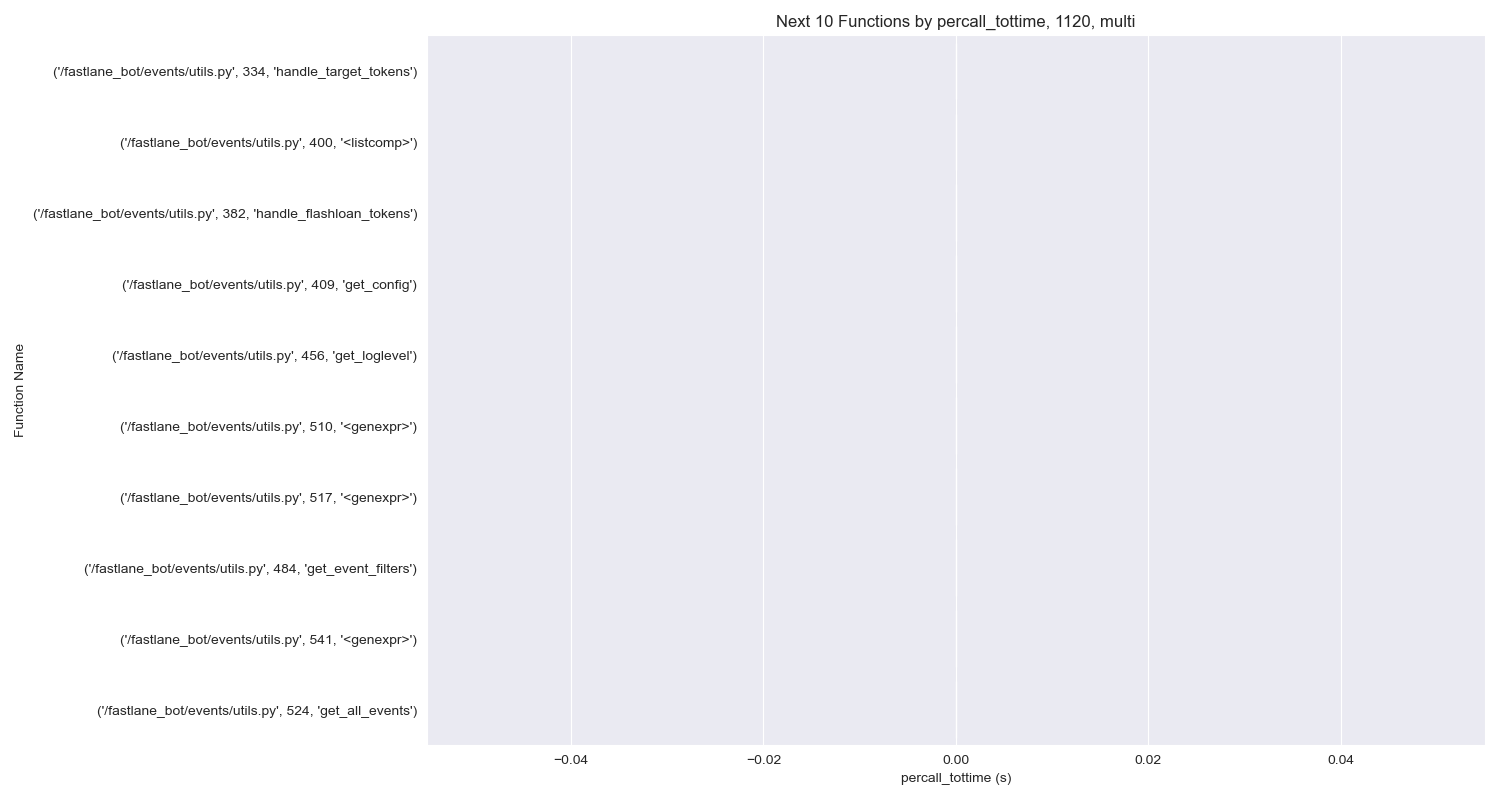 Next 10 Functions by percall_tottime, 1120, multi
Function Name
('/fastlane_bot/events/utils.py', 334, 'handle_target_tokens')
('/fastlane_bot/events/utils.py', 400, '<listcomp>')
('/fastlane_bot/events/utils.py', 382, 'handle_flashloan_tokens')
('/fastlane_bot/events/utils.py', 409, 'get_config')
('/fastlane_bot/events/utils.py', 456, 'get_loglevel')
('/fastlane_bot/events/utils.py', 510, '<genexpr>')
('/fastlane_bot/events/utils.py', 517, '<genexpr>')
('/fastlane_bot/events/utils.py', 484, 'get_event_filters')
('/fastlane_bot/events/utils.py', 541, '<genexpr>')
('/fastlane_bot/events/utils.py', 524, 'get_all_events')
−0.04 −0.02 0.00 0.02 0.04
percall_tottime (s)